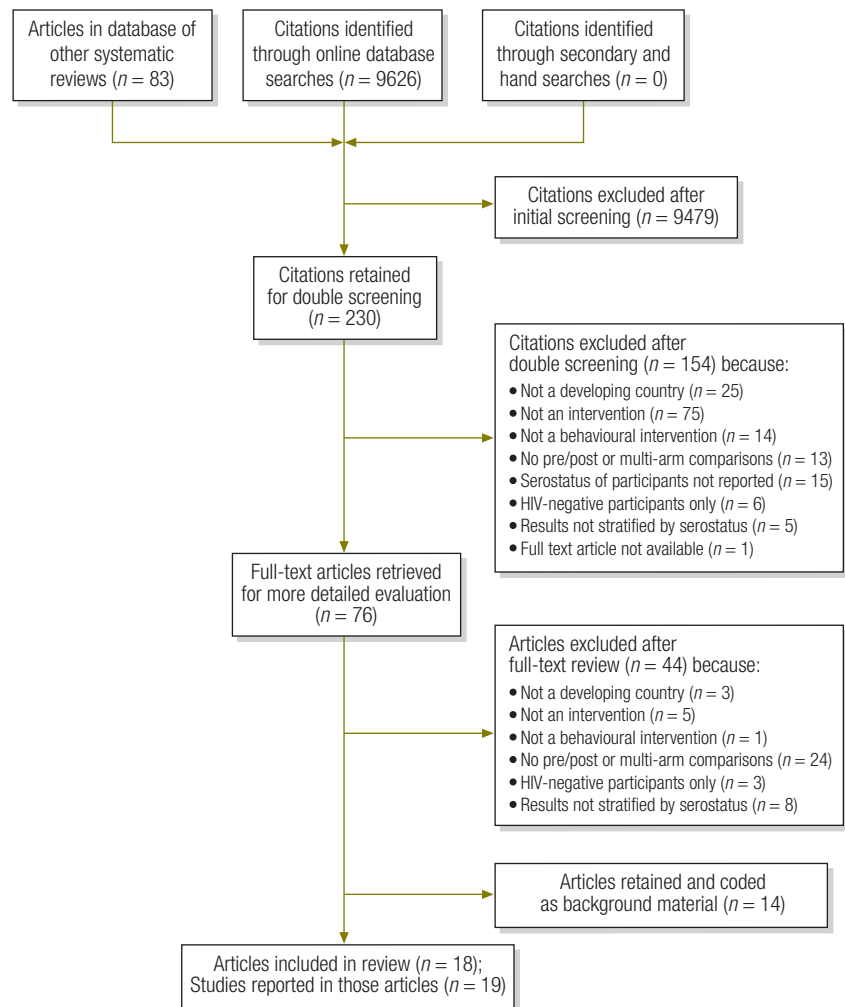 Articles in database of
other systematic
reviews (n = 83)
Citations identified
through online database
searches (n = 9626)
Citations identified
through secondary and
hand searches (n = 0)
Citations excluded after
initial screening (n = 9479)
Citations retained
for double screening
(n = 230)
Citations excluded after
double screening (n = 154) because:
• Not a developing country (n = 25)
• Not an intervention (n = 75)
• Not a behavioural intervention (n = 14)
• No pre/post or multi-arm comparisons (n = 13)
• Serostatus of participants not reported (n = 15)
• HIV-negative participants only (n = 6)
• Results not stratified by serostatus (n = 5)
• Full text article not available (n = 1)
Full-text articles retrieved
for more detailed evaluation
(n = 76)
Articles excluded after
full-text review (n = 44) because:
• Not a developing country (n = 3)
• Not an intervention (n = 5)
• Not a behavioural intervention (n = 1)
• No pre/post or multi-arm comparisons (n = 24)
• HIV-negative participants only (n = 3)
• Results not stratified by serostatus (n = 8)
Articles retained and coded
as background material (n = 14)
Articles included in review (n = 18);
Studies reported in those articles (n = 19)